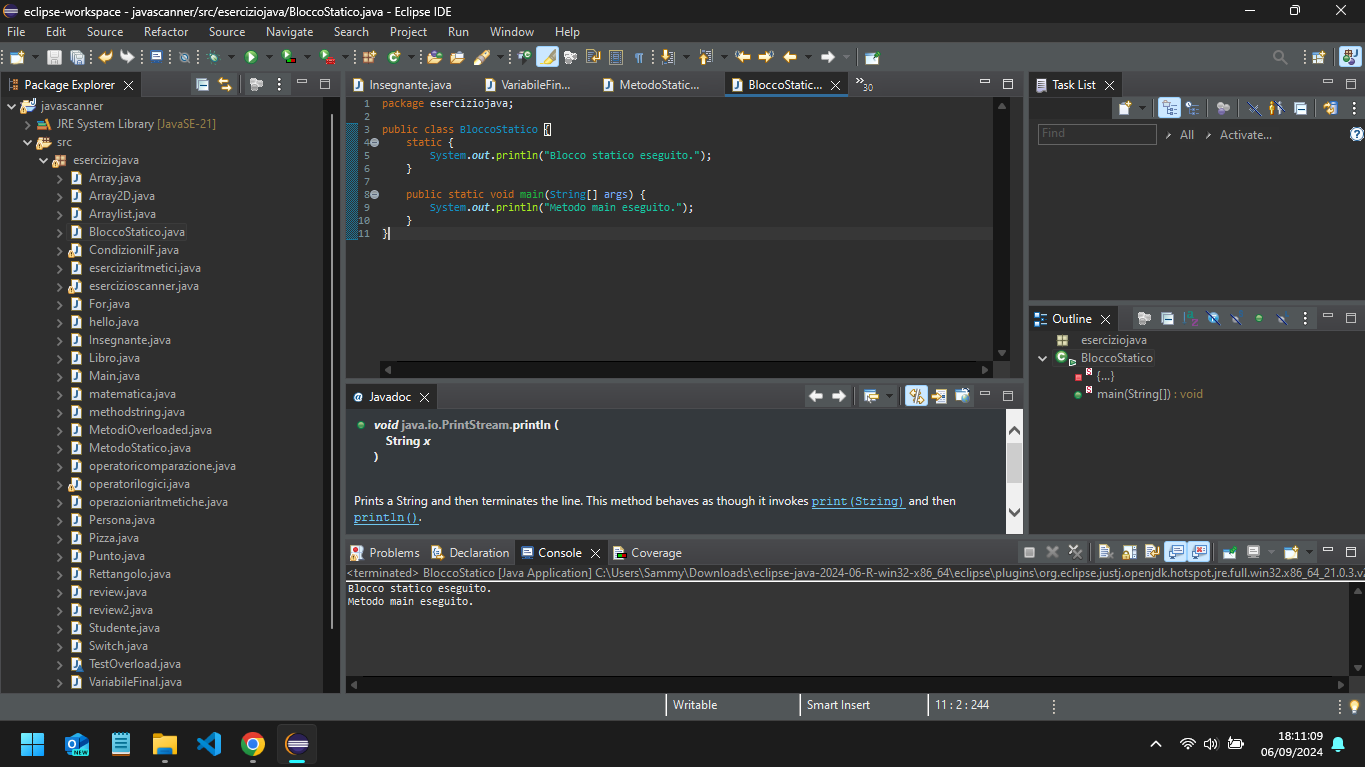 eclipse-workspace - javascanner/src/eserciziojava/BloccoStatico.java - Eclipse IDE
File Edit Source Refactor Source Navigate Search Project Run Window Help
Package Explorer
javascanner
JRE System Library [JavaSE-21]
src
eserciziojava
Array.java
Array2D.java
Arraylist.java
BloccoStatico.java
CondizioniIF.java
eserciziaritmetici.java
esercizioscanner.java
For.java
hello.java
Insegnante.java
Libro.java
Main.java
matematica.java
methodstring.java
MetodiOverloaded.java
MetodoStatico.java
operatoricomparazione.java
operatorilogici.java
operazioniaritmetiche.java
Persona.java
Pizza.java
Punto.java
Rettangolo.java
review.java
review2.java
Studente.java
Switch.java
TestOverload.java
VariabileFinal.java
Insegnante.java VariabileFin... MetodoStatic... BloccoStatic... »30
1 package eserciziojava;
2
3 public class BloccoStatico {
4 static {
5 System.out.println("Blocco statico eseguito.");
6 }
7
8 public static void main(String[] args) {
9 System.out.println("Metodo main eseguito.");
10 }
11 }
Javadoc
void java.io.PrintStream.println (
String x
)
Prints a String and then terminates the line. This method behaves as though it invokes print(String) and then
println().
Task List
Find All Activate...
Outline
eserciziojava
BloccoStatico
{...}
main(String[]) : void
Problems Declaration Console Coverage
<terminated> BloccoStatico [Java Application] C:\Users\Sammy\Downloads\eclipse-java-2024-06-R-win32-x86_64\eclipse\plugins\org.eclipse.justj.openjdk.hotspot.jre.full.win32.x86_64_21.0.3.v2
Blocco statico eseguito.
Metodo main eseguito.
Writable Smart Insert 11 : 2 : 244
NEW
18:11:09
06/09/2024